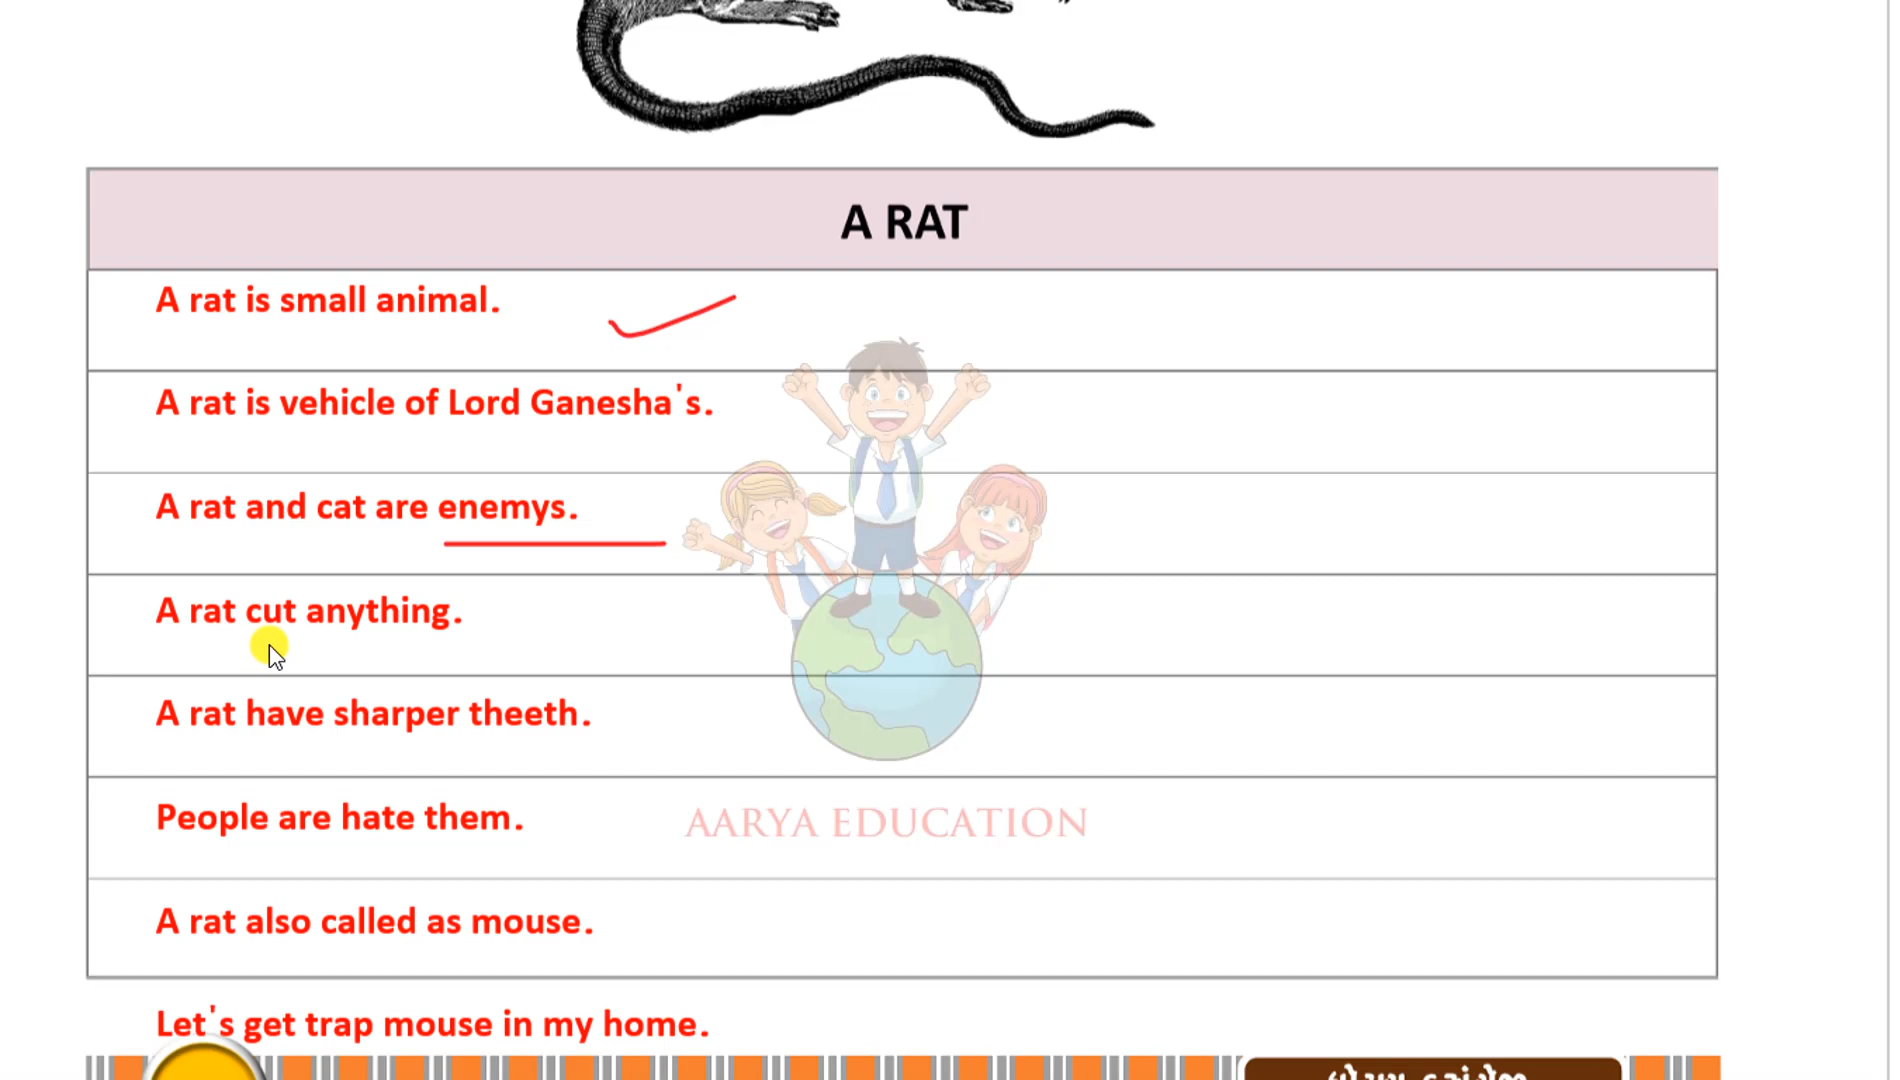 A RAT
A rat is small animal.
A rat is vehicle of Lord Ganesha's.
A rat and cat are enemys.
A rat cut anything.
A rat have sharper theeth.
People are hate them.
AARYA EDUCATION
A rat also called as mouse.
Let's get trap mouse in my home.